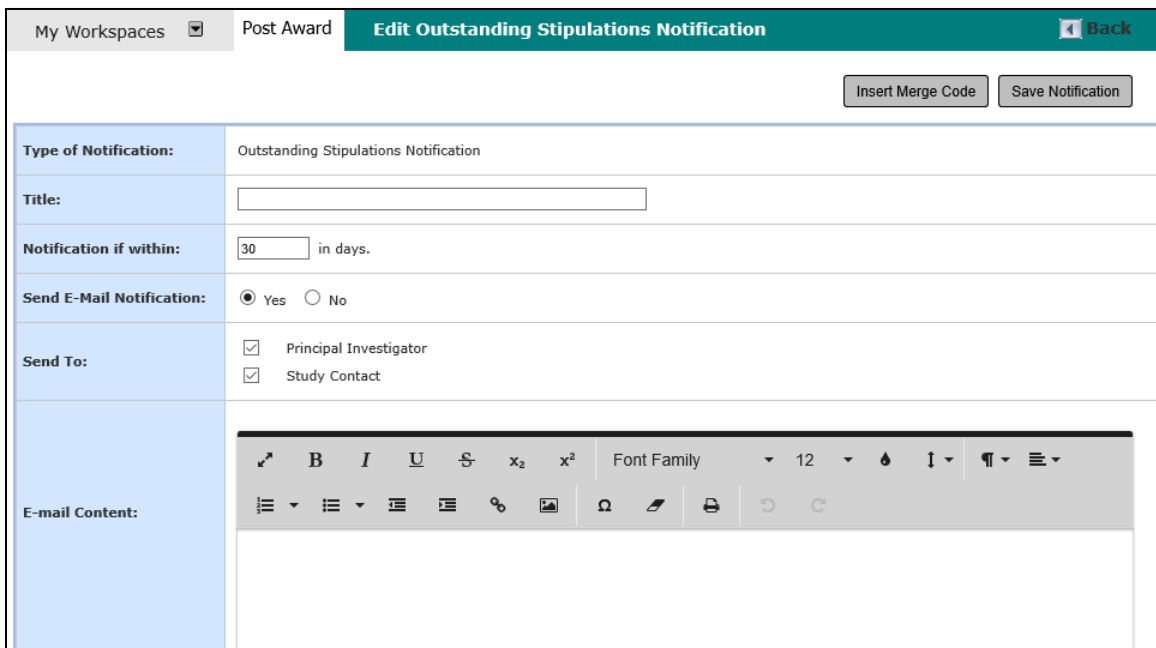 My Workspaces Post Award Edit Outstanding Stipulations Notification Back
Insert Merge Code Save Notification
Type of Notification: Outstanding Stipulations Notification
Title:
Notification if within: 30 in days.
Send E-Mail Notification: Yes No
Send To: Principal Investigator
Study Contact
B I U S x₂ x² Font Family 12 ¶
Ω
E-mail Content: